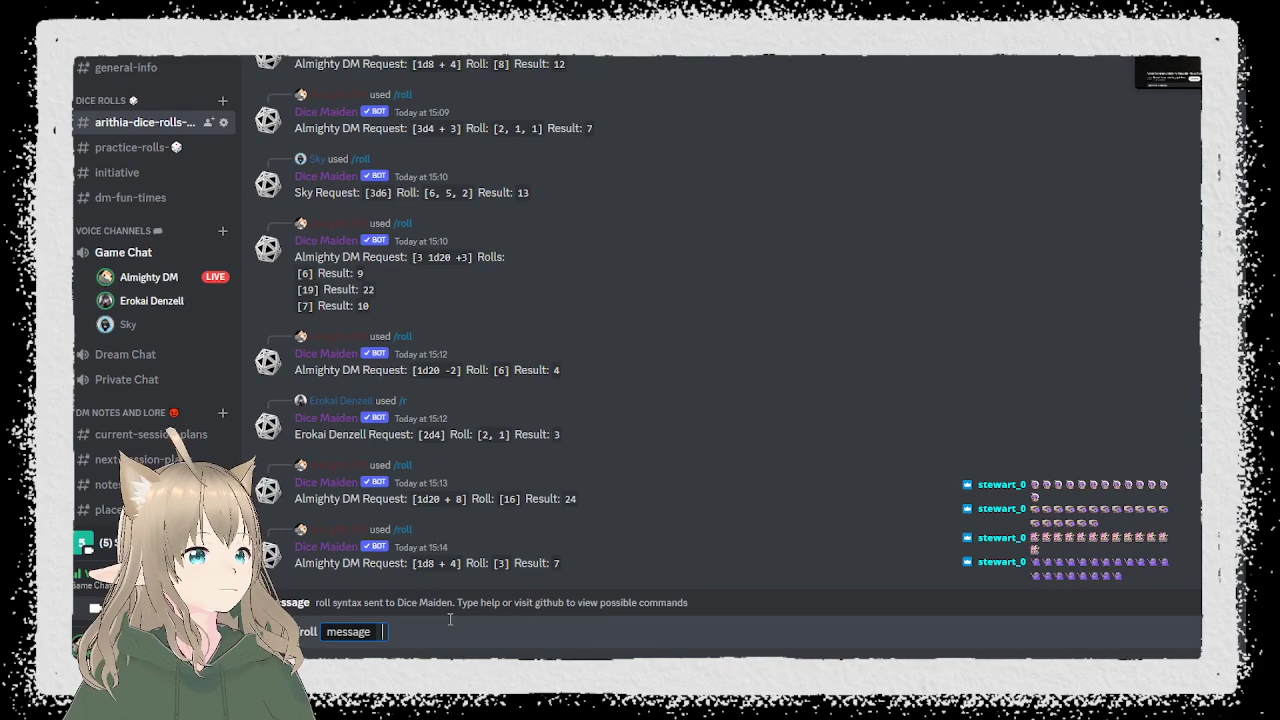 general-info
DICE ROLLS
arithia-dice-rolls-...
practice-rolls-
initiative
dm-fun-times
VOICE CHANNELS
Game Chat
Almighty DM LIVE
Erokai Denzell
Sky
Dream Chat
Private Chat
DM NOTES AND LORE
current-session-plans
next-session-pla
note
place
(5)
Almighty DM Request: [1d8 + 4] Roll: [8] Result: 12
used /roll
Dice Maiden ✓ BOT Today at 15:09
Almighty DM Request: [3d4 + 3] Roll: [2, 1, 1] Result: 7
Sky used /roll
Dice Maiden ✓ BOT Today at 15:10
Sky Request: [3d6] Roll: [6, 5, 2] Result: 13
used /roll
Dice Maiden ✓ BOT Today at 15:10
Almighty DM Request: [3 1d20 +3] Rolls:
[6] Result: 9
[19] Result: 22
[7] Result: 10
used /roll
Dice Maiden ✓ BOT Today at 15:12
Almighty DM Request: [1d20 -2] Roll: [6] Result: 4
Erokai Denzell used /r
Dice Maiden ✓ BOT Today at 15:12
Erokai Denzell Request: [2d4] Roll: [2, 1] Result: 3
used /roll
Dice Maiden ✓ BOT Today at 15:13
Almighty DM Request: [1d20 + 8] Roll: [16] Result: 24
used /roll
Dice Maiden ✓ BOT Today at 15:14
Almighty DM Request: [1d8 + 4] Roll: [3] Result: 7
ssage roll syntax sent to Dice Maiden. Type help or visit github to view possible commands
roll message
stewart_0
stewart_0
stewart_0
stewart_0